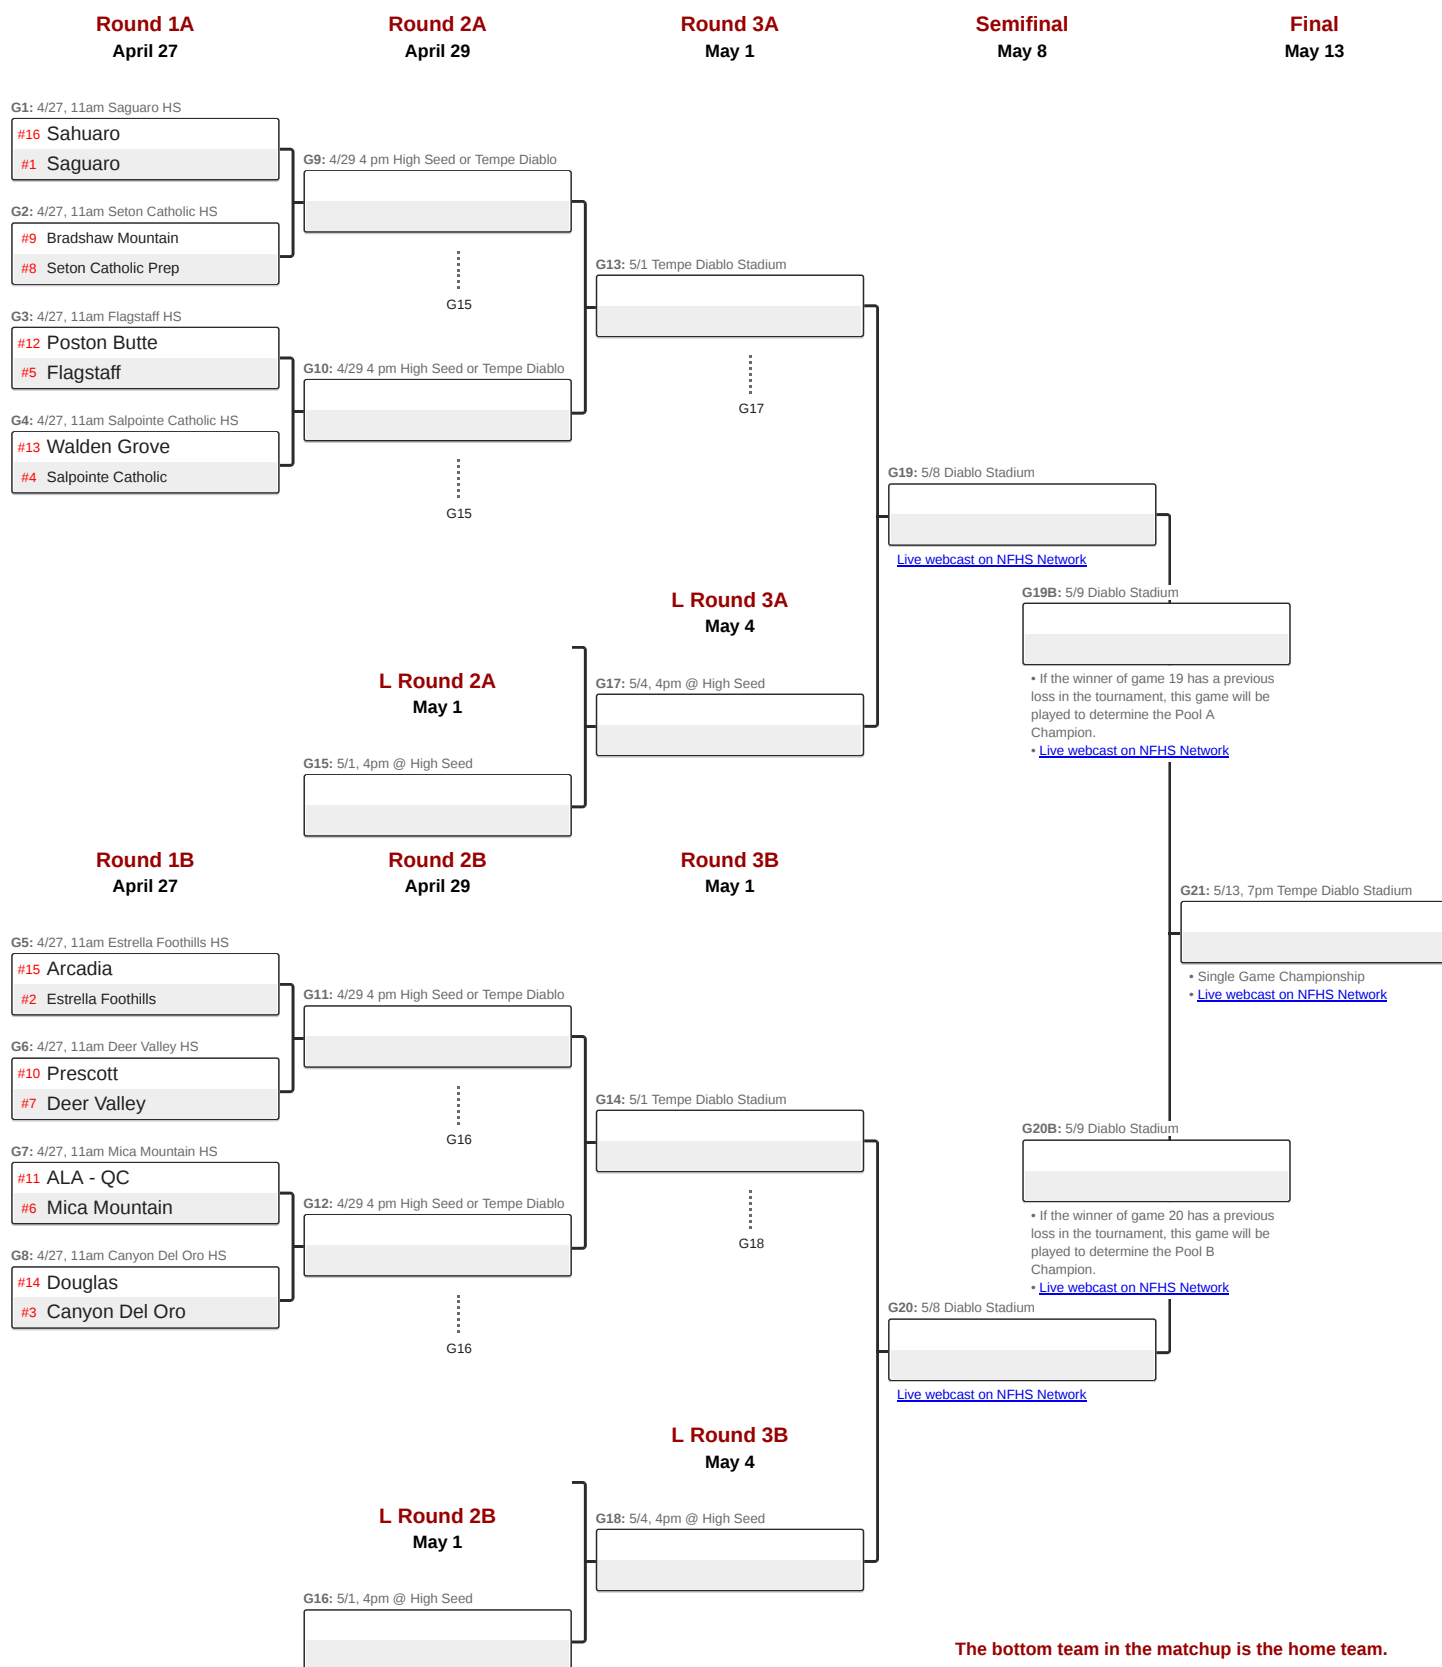 Round 1A
April 27
Round 2A
April 29
Round 3A
May 1
Semifinal
May 8
Final
May 13
G1: 4/27, 11am Saguaro HS
#16 Sahuaro
#1 Saguaro
G2: 4/27, 11am Seton Catholic HS
#9 Bradshaw Mountain
#8 Seton Catholic Prep
G3: 4/27, 11am Flagstaff HS
#12 Poston Butte
#5 Flagstaff
G4: 4/27, 11am Salpointe Catholic HS
#13 Walden Grove
#4 Salpointe Catholic
G9: 4/29 4 pm High Seed or Tempe Diablo
G15
G10: 4/29 4 pm High Seed or Tempe Diablo
G15
G13: 5/1 Tempe Diablo Stadium
G17
G19: 5/8 Diablo Stadium
Live webcast on NFHS Network
G19B: 5/9 Diablo Stadium
• If the winner of game 19 has a previous
loss in the tournament, this game will be
played to determine the Pool A
Champion.
• Live webcast on NFHS Network
L Round 3A
May 4
G17: 5/4, 4pm @ High Seed
L Round 2A
May 1
G15: 5/1, 4pm @ High Seed
Round 1B
April 27
Round 2B
April 29
Round 3B
May 1
G21: 5/13, 7pm Tempe Diablo Stadium
• Single Game Championship
• Live webcast on NFHS Network
G5: 4/27, 11am Estrella Foothills HS
#15 Arcadia
#2 Estrella Foothills
G6: 4/27, 11am Deer Valley HS
#10 Prescott
#7 Deer Valley
G7: 4/27, 11am Mica Mountain HS
#11 ALA - QC
#6 Mica Mountain
G8: 4/27, 11am Canyon Del Oro HS
#14 Douglas
#3 Canyon Del Oro
G11: 4/29 4 pm High Seed or Tempe Diablo
G16
G12: 4/29 4 pm High Seed or Tempe Diablo
G16
G14: 5/1 Tempe Diablo Stadium
G18
G20B: 5/9 Diablo Stadium
• If the winner of game 20 has a previous
loss in the tournament, this game will be
played to determine the Pool B
Champion.
• Live webcast on NFHS Network
G20: 5/8 Diablo Stadium
Live webcast on NFHS Network
L Round 3B
May 4
G18: 5/4, 4pm @ High Seed
L Round 2B
May 1
G16: 5/1, 4pm @ High Seed
The bottom team in the matchup is the home team.